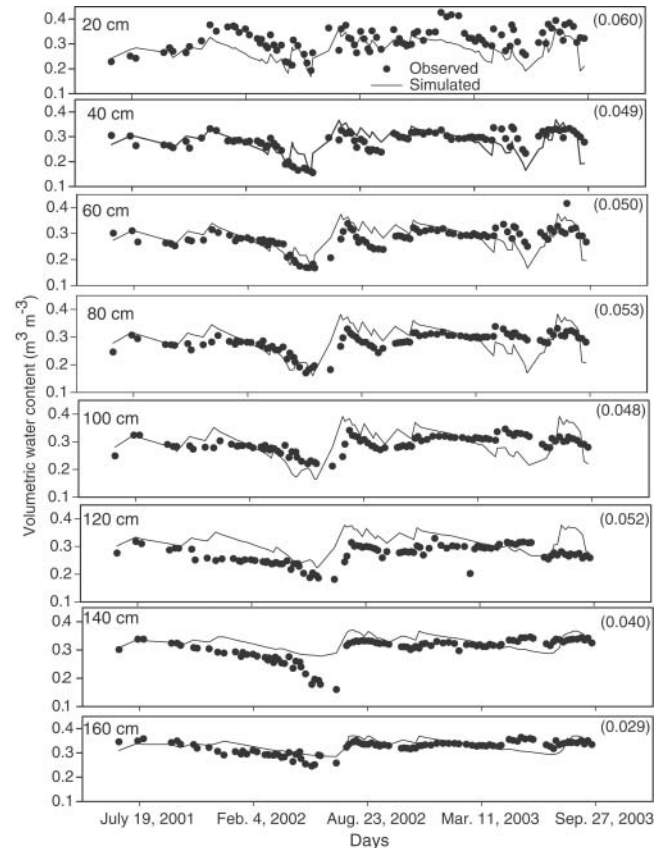 20 cm (0.060)
0.4
0.3
0.2
0.1
Observed
Simulated
40 cm (0.049)
0.4
0.3
0.2
0.1
60 cm (0.050)
0.4
0.3
0.2
0.1
80 cm (0.053)
0.4
0.3
0.2
0.1
100 cm (0.048)
0.4
0.3
0.2
0.1
120 cm (0.052)
0.4
0.3
0.2
0.1
140 cm (0.040)
0.4
0.3
0.2
0.1
160 cm (0.029)
0.4
0.3
0.2
0.1
Volumetric water content (m³ m⁻³)
July 19, 2001 Feb. 4, 2002 Aug. 23, 2002 Mar. 11, 2003 Sep. 27, 2003
Days